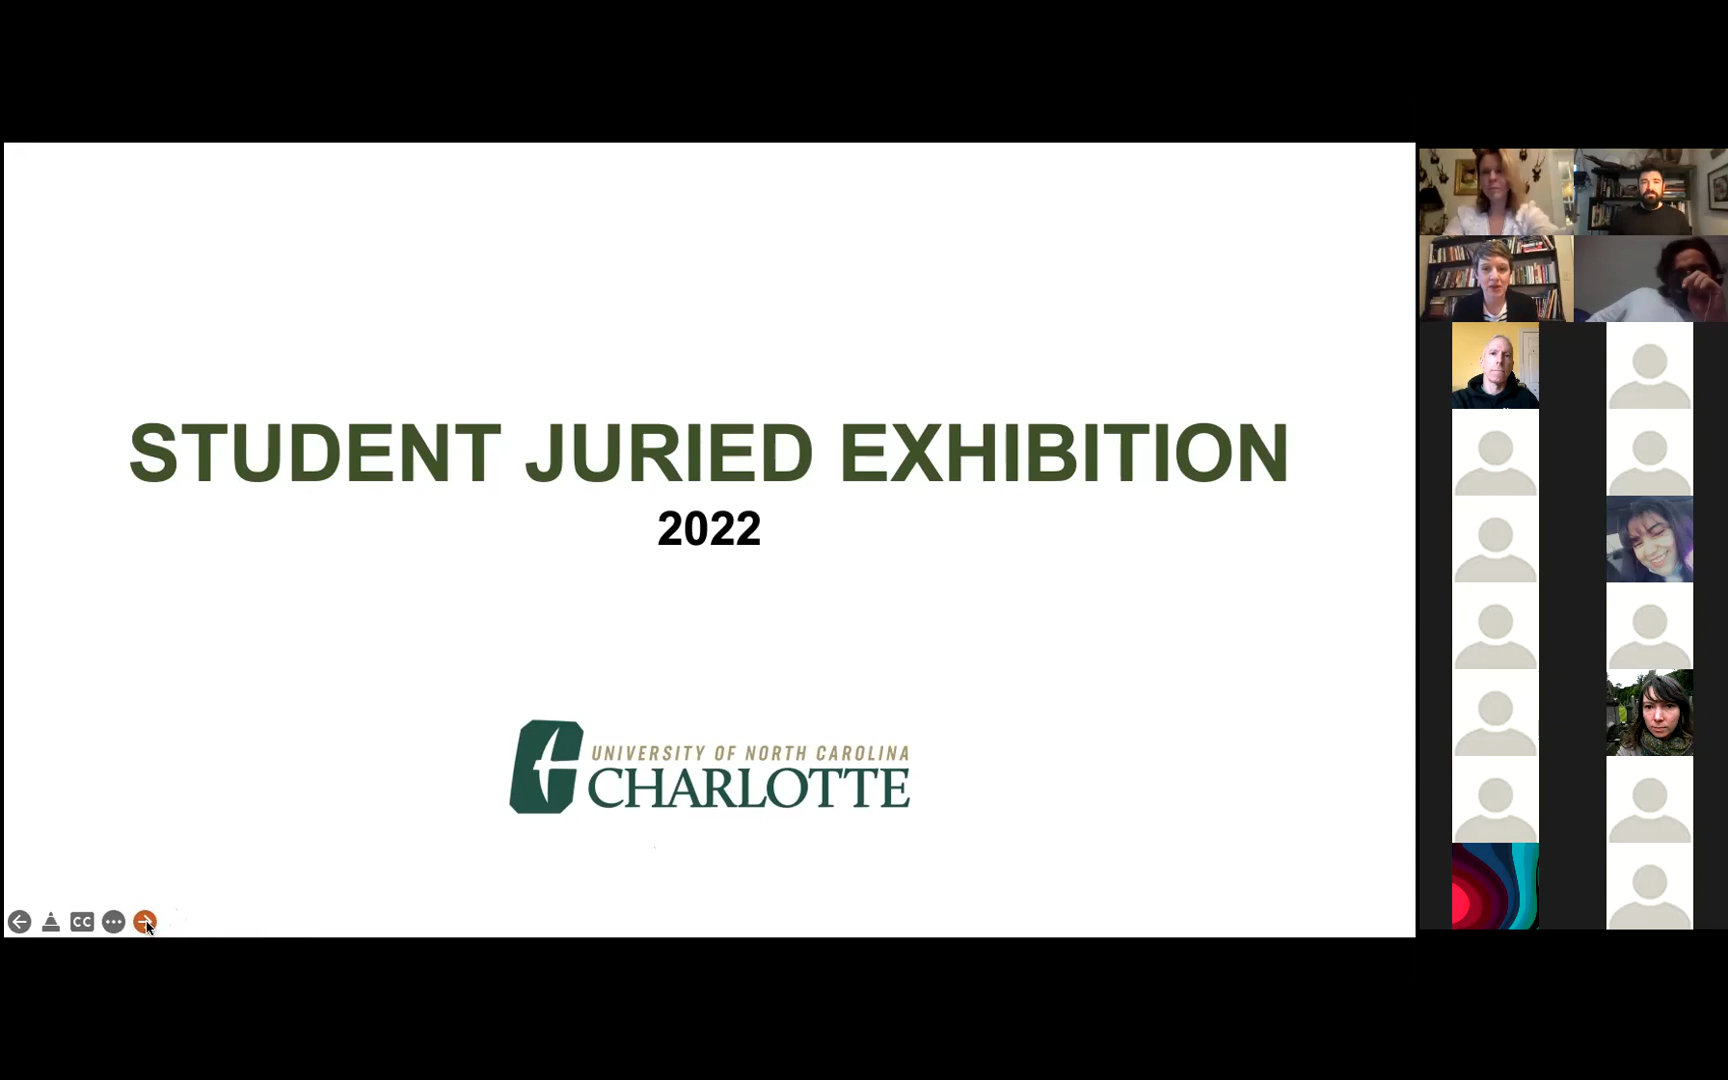 STUDENT JURIED EXHIBITION
2022
UNIVERSITY OF NORTH CAROLINA
CHARLOTTE
CC